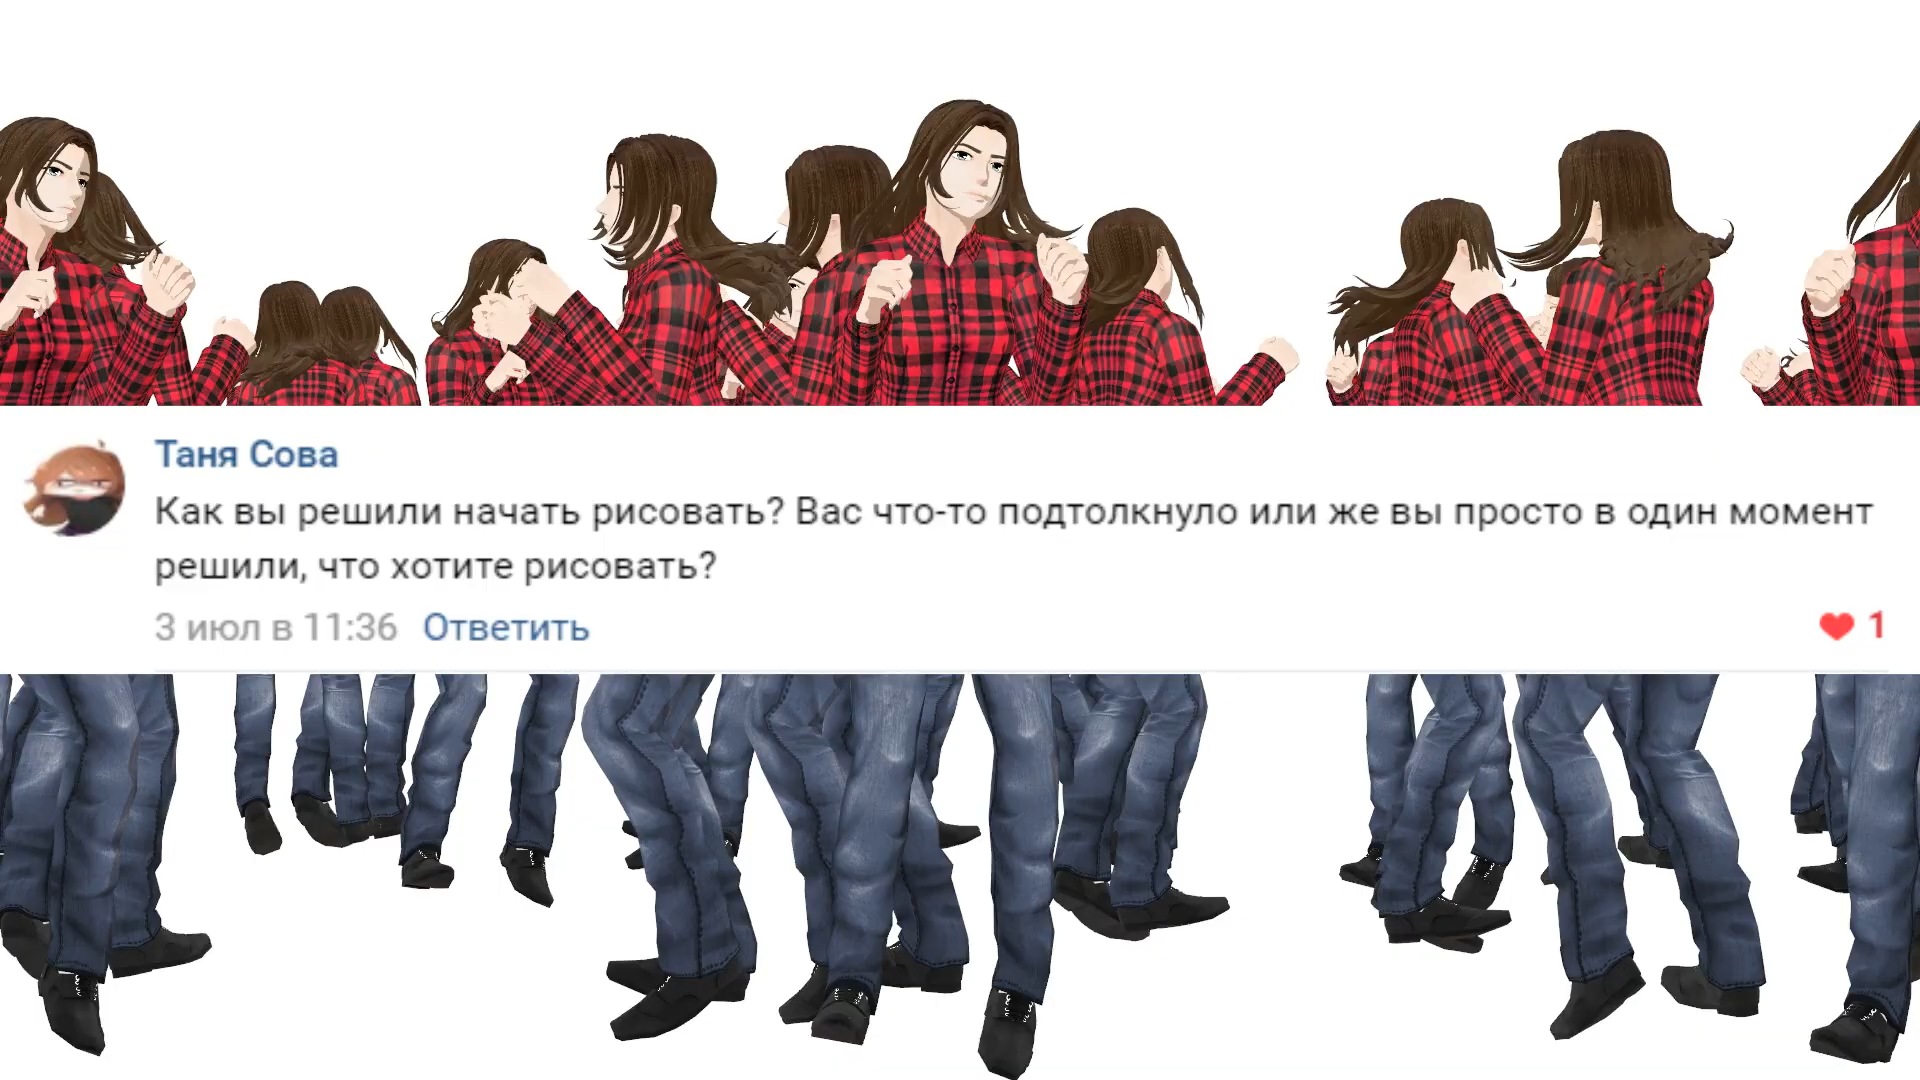 Таня Сова
Как вы решили начать рисовать? Вас что-то подтолкнуло или же вы просто в один момент
решили, что хотите рисовать?
3 июл в 11:36 Ответить 1